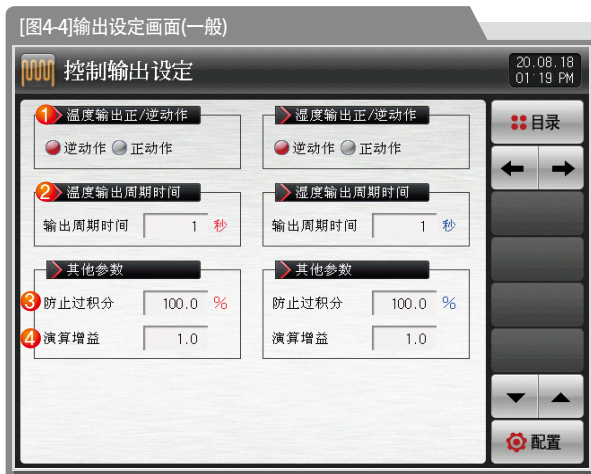 [图4-4]输出设定画面(一般)
控制输出设定
20.08.18
01:19 PM
1 温度输出正/逆动作
逆动作 正动作
湿度输出正/逆动作
逆动作 正动作
2 温度输出周期时间
输出周期时间 1 秒
湿度输出周期时间
输出周期时间 1 秒
其他参数
3 防止过积分 100.0 %
4 演算增益 1.0
其他参数
防止过积分 100.0 %
演算增益 1.0
目录
配置